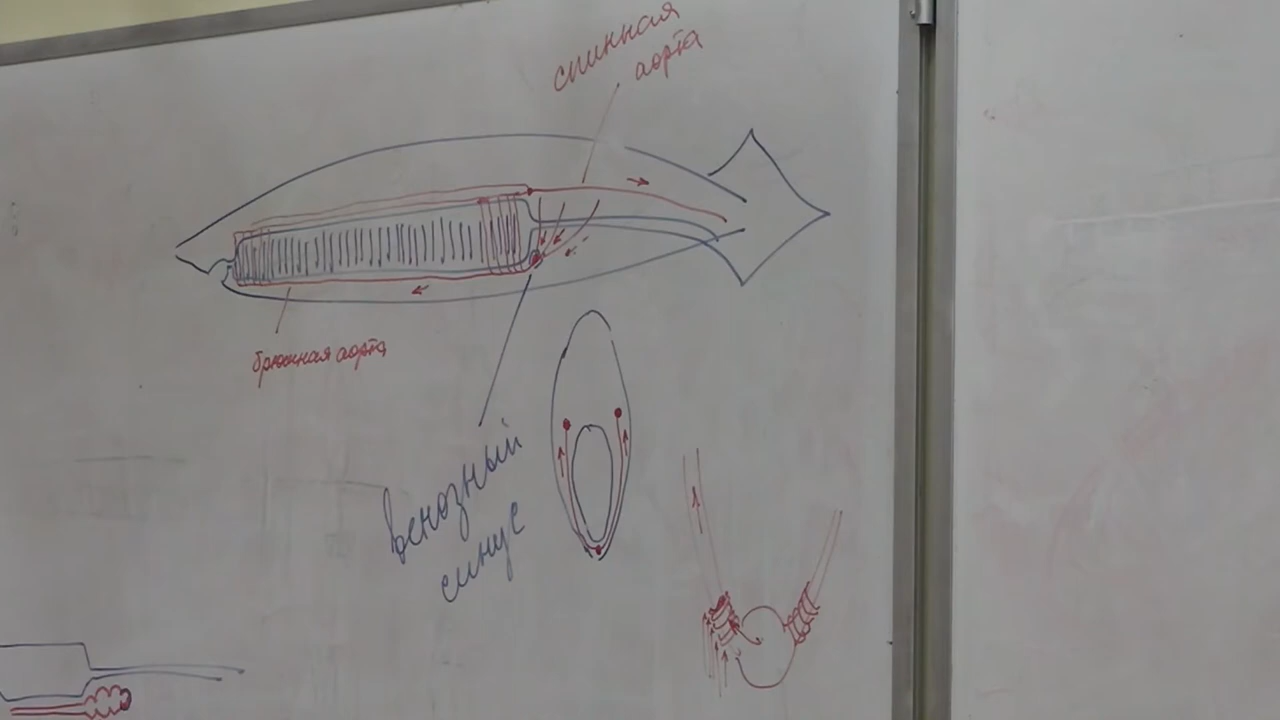 спинная
аорта
брюшная аорта
венозный
синус